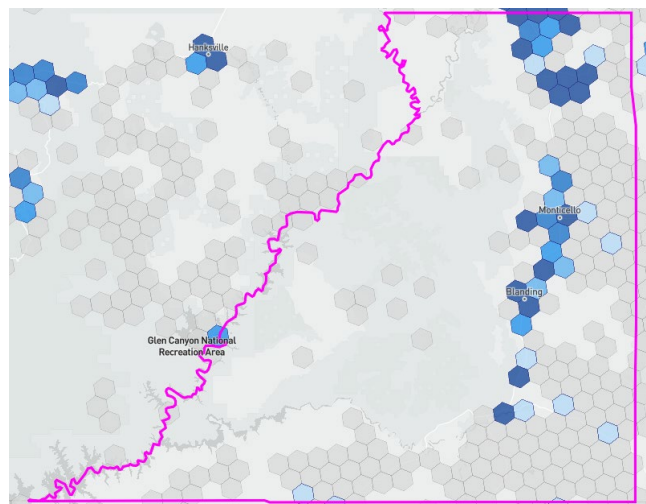 Hanksville
Monticello
Blanding
Glen Canyon National
Recreation Area